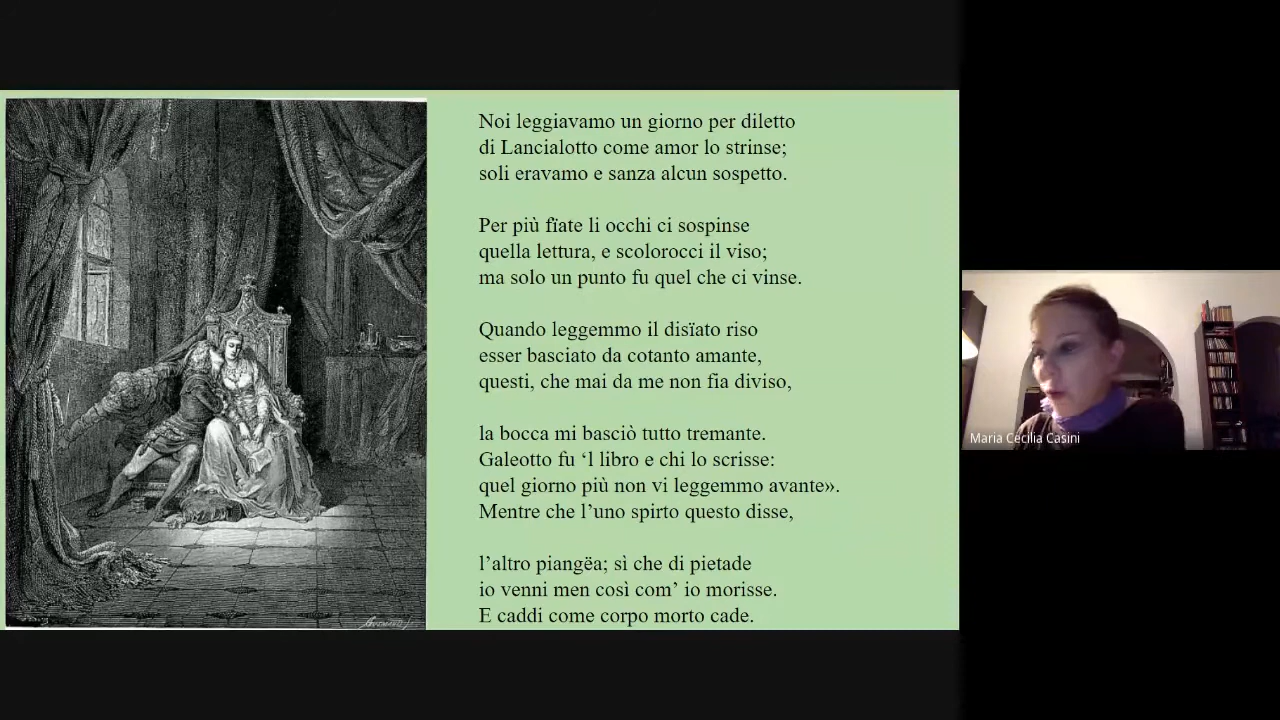 Noi leggiavamo un giorno per diletto
di Lancialotto come amor lo strinse;
soli eravamo e sanza alcun sospetto.
Per più fïate li occhi ci sospinse
quella lettura, e scolorocci il viso;
ma solo un punto fu quel che ci vinse.
Quando leggemmo il disïato riso
esser basciato da cotanto amante,
questi, che mai da me non fia diviso,
la bocca mi basciò tutto tremante.
Galeotto fu ‘l libro e chi lo scrisse:
quel giorno più non vi leggemmo avante».
Mentre che l’uno spirto questo disse,
l’altro piangëa; sì che di pietade
io venni men così com’ io morisse.
E caddi come corpo morto cade.
Maria Cecilia Casini